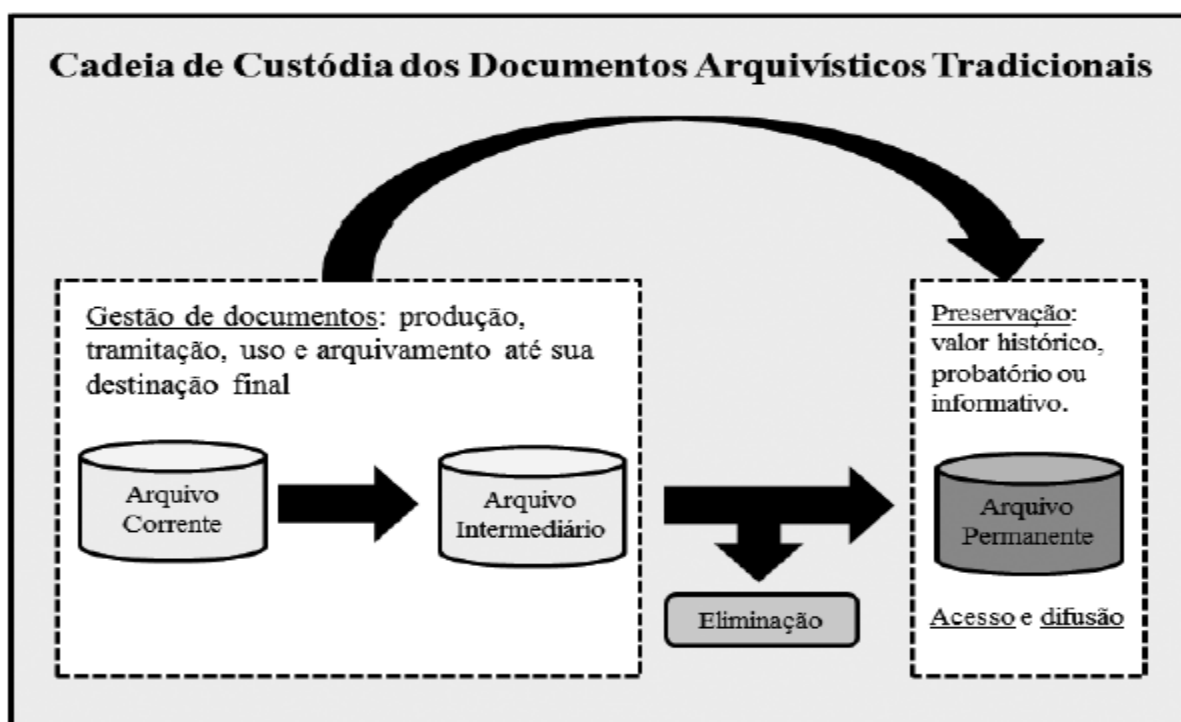 Cadeia de Custódia dos Documentos Arquivísticos Tradicionais
Gestão de documentos: produção,
tramitação, uso e arquivamento até sua
destinação final
Arquivo
Corrente
Arquivo
Intermediário
Eliminação
Preservação:
valor histórico,
probatório ou
informativo.
Arquivo
Permanente
Acesso e difusão